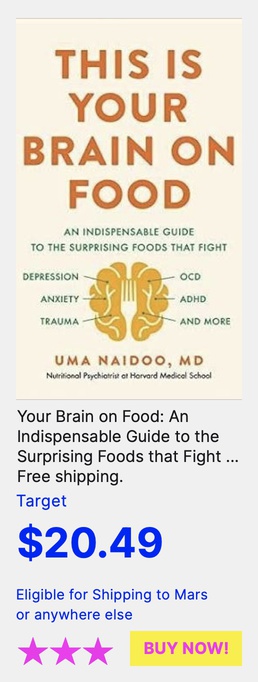 THIS IS
YOUR
BRAIN ON
FOOD
AN INDISPENSABLE GUIDE
TO THE SURPRISING FOODS THAT FIGHT
DEPRESSION
ANXIETY
TRAUMA
OCD
ADHD
AND MORE
UMA NAIDOO, MD
Nutritional Psychiatrist at Harvard Medical School
Your Brain on Food: An
Indispensable Guide to the
Surprising Foods that Fight ...
Free shipping.
Target
$20.49
Eligible for Shipping to Mars
or anywhere else
BUY NOW!